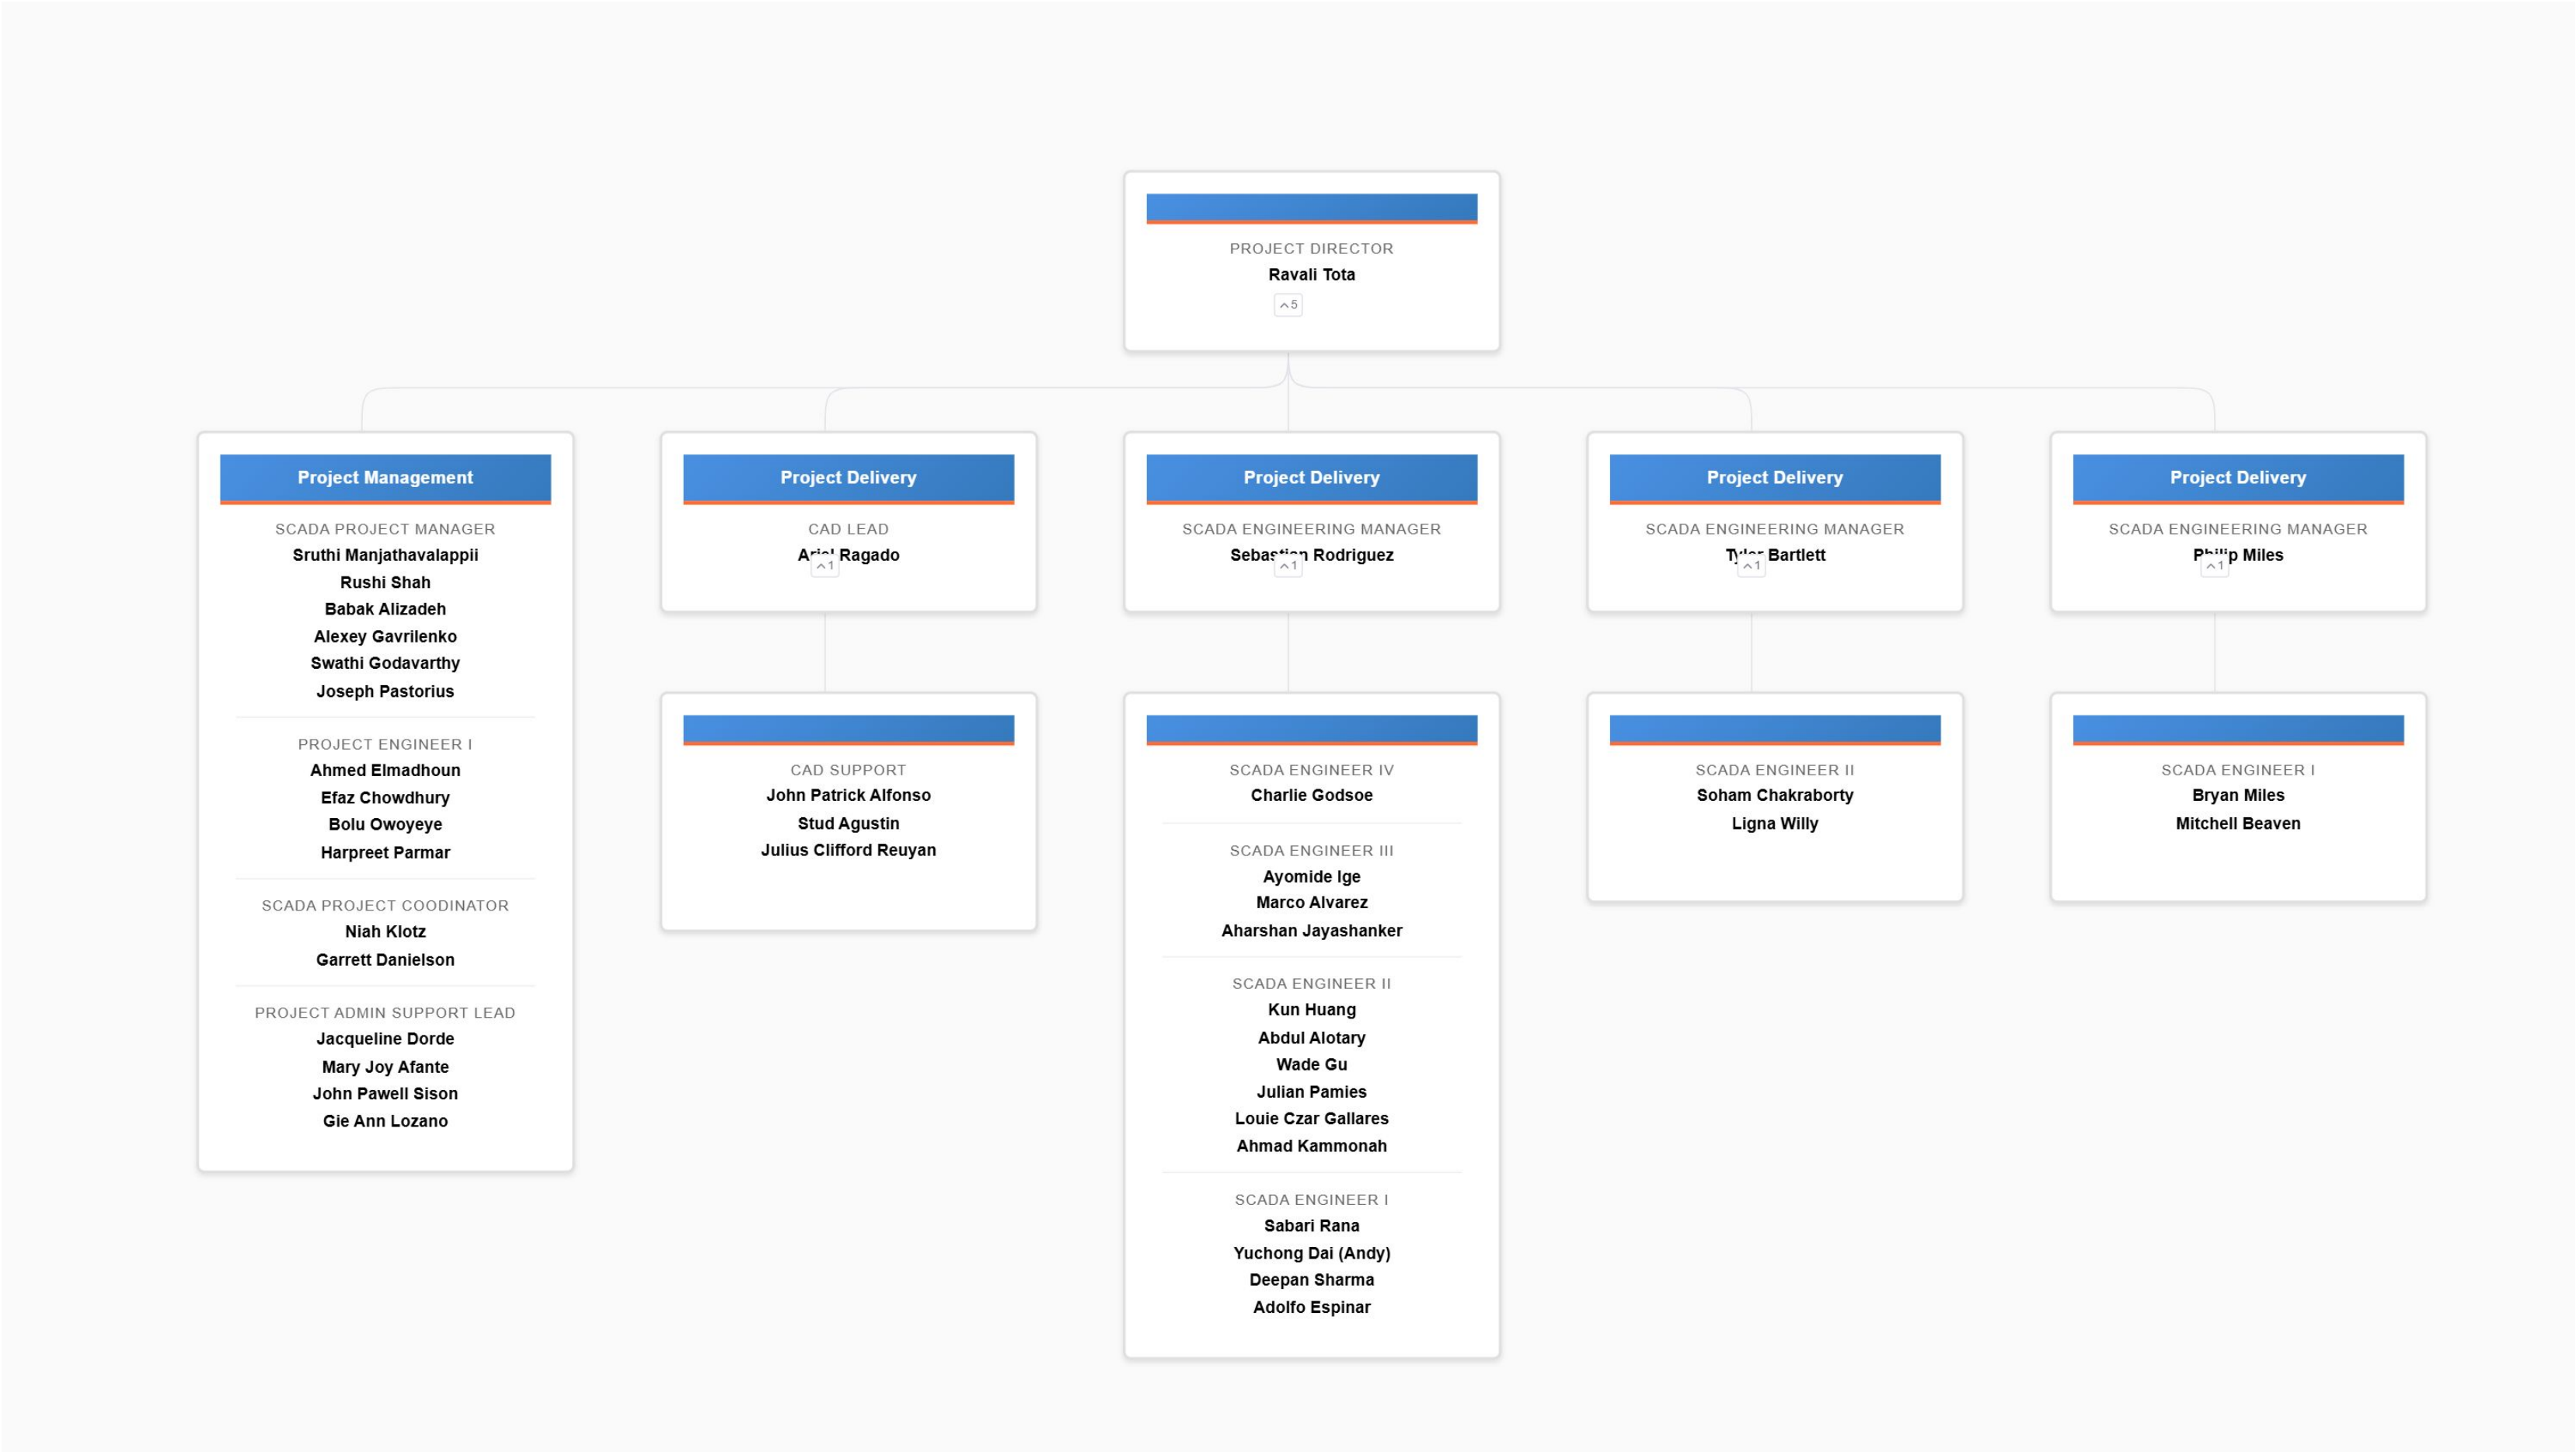 PROJECT DIRECTOR
Ravali Tota
5
Project Management
SCADA PROJECT MANAGER
Sruthi Manjathavalappii
Rushi Shah
Babak Alizadeh
Alexey Gavrilenko
Swathi Godavarthy
Joseph Pastorius
PROJECT ENGINEER I
Ahmed Elmadhoun
Efaz Chowdhury
Bolu Owoyeye
Harpreet Parmar
SCADA PROJECT COODINATOR
Niah Klotz
Garrett Danielson
PROJECT ADMIN SUPPORT LEAD
Jacqueline Dorde
Mary Joy Afante
John Pawell Sison
Gie Ann Lozano
Project Delivery
CAD LEAD
Ariel Ragado
1
CAD SUPPORT
John Patrick Alfonso
Stud Agustin
Julius Clifford Reuyan
Project Delivery
SCADA ENGINEERING MANAGER
Sebastian Rodriguez
1
SCADA ENGINEER IV
Charlie Godsoe
SCADA ENGINEER III
Ayomide Ige
Marco Alvarez
Aharshan Jayashanker
SCADA ENGINEER II
Kun Huang
Abdul Alotary
Wade Gu
Julian Pamies
Louie Czar Gallares
Ahmad Kammonah
SCADA ENGINEER I
Sabari Rana
Yuchong Dai (Andy)
Deepan Sharma
Adolfo Espinar
Project Delivery
SCADA ENGINEERING MANAGER
Tyler Bartlett
1
SCADA ENGINEER II
Soham Chakraborty
Ligna Willy
Project Delivery
SCADA ENGINEERING MANAGER
Philip Miles
1
SCADA ENGINEER I
Bryan Miles
Mitchell Beaven